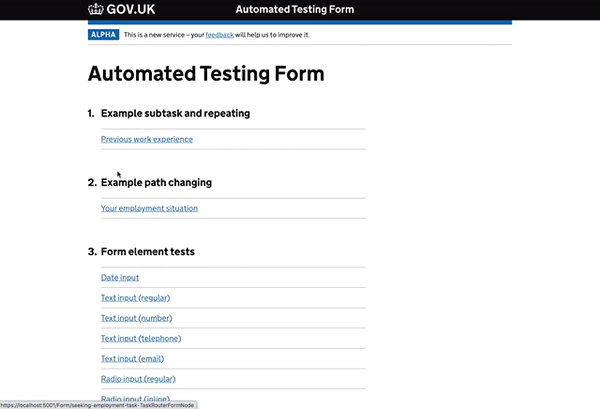 GOV.UK Automated Testing Form
ALPHA This is a new service – your feedback will help us to improve it.
Automated Testing Form
1. Example subtask and repeating
Previous work experience
2. Example path changing
Your employment situation
3. Form element tests
Date input
Text input (regular)
Text input (number)
Text input (telephone)
Text input (email)
Radio input (regular)
Radio input (inline)
https://localhost:5001/Form/seeking-employment-task-TaskRouterFormNode